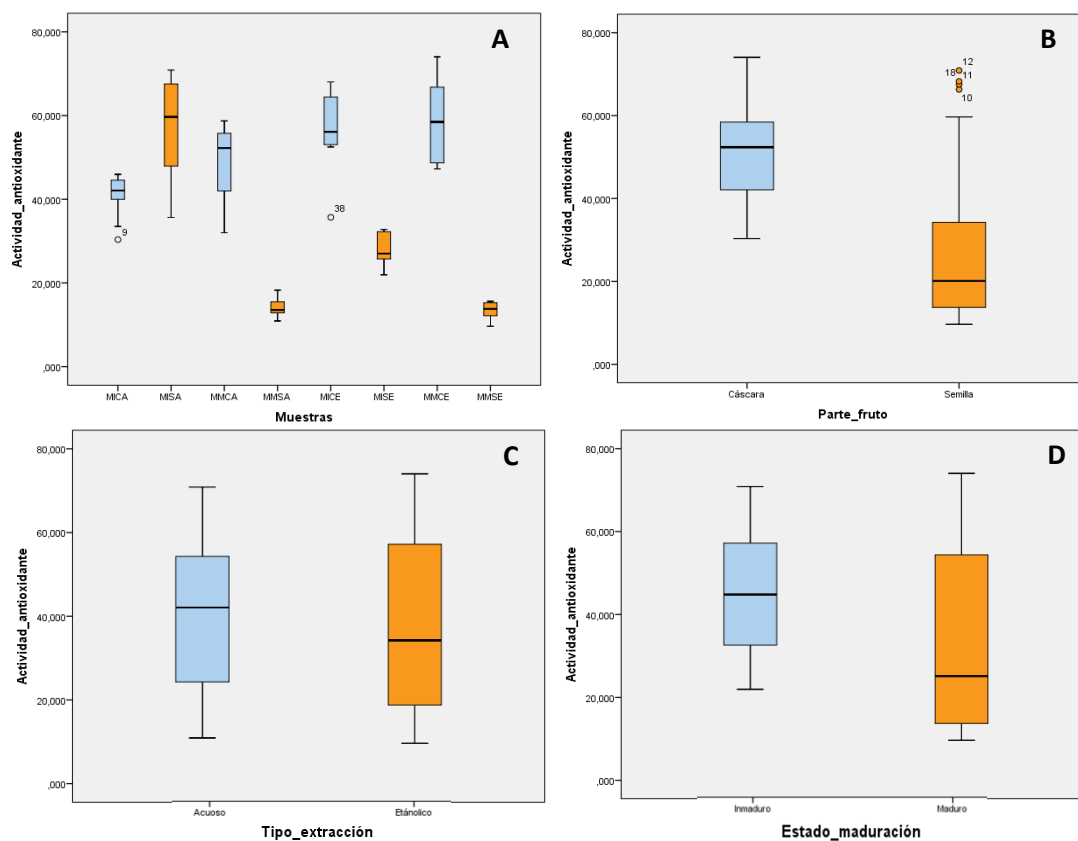 A
Actividad_antioxidante
80,000
60,000
40,000
20,000
,000
9
38
MICA MISA MMCA MMSA MICE MISE MMCE MMSE
Muestras
B
Actividad_antioxidante
80,000
60,000
40,000
20,000
,000
12
18 11
10
Cáscara Semilla
Parte_fruto
C
Actividad_antioxidante
80,000
60,000
40,000
20,000
,000
Acuoso Etánolico
Tipo_extracción
D
Actividad_antioxidante
80,000
60,000
40,000
20,000
,000
Inmaduro Maduro
Estado_maduración